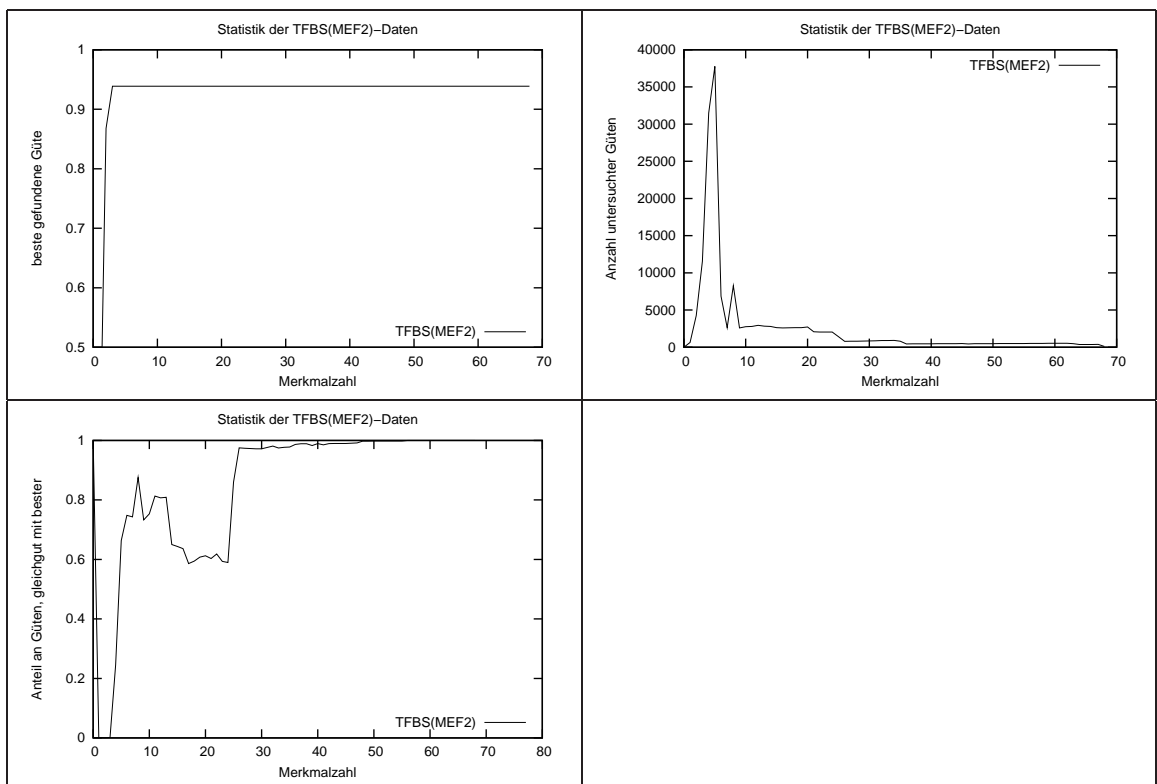 Statistik der TFBS(MEF2)−Daten
beste gefundene Güte
1
0.9
0.8
0.7
0.6
0.5
TFBS(MEF2)
0 10 20 30 40 50 60 70
Merkmalzahl
Statistik der TFBS(MEF2)−Daten
Anzahl untersuchter Güten
40000
35000
30000
25000
20000
15000
10000
5000
0
TFBS(MEF2)
0 10 20 30 40 50 60 70
Merkmalzahl
Statistik der TFBS(MEF2)−Daten
Anteil an Güten, gleichgut mit bester
1
0.8
0.6
0.4
0.2
0
TFBS(MEF2)
0 10 20 30 40 50 60 70 80
Merkmalzahl